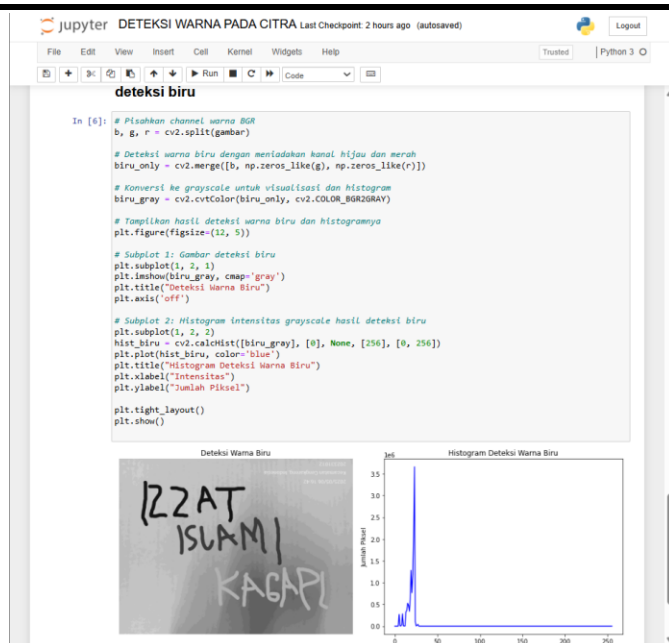 jupyter DETEKSI WARNA PADA CITRA Last Checkpoint: 2 hours ago (autosaved)
Logout
File Edit View Insert Cell Kernel Widgets Help
Trusted
Python 3
Run
Code
deteksi biru
In [6]: # Pisahkan channel warna BGR
b, g, r = cv2.split(gambar)
# Deteksi warna biru dengan meniadakan kanal hijau dan merah
biru_only = cv2.merge([b, np.zeros_like(g), np.zeros_like(r)])
# Konversi ke grayscale untuk visualisasi dan histogram
biru_gray = cv2.cvtColor(biru_only, cv2.COLOR_BGR2GRAY)
# Tampilkan hasil deteksi warna biru dan histogramnya
plt.figure(figsize=(12, 5))
# Subplot 1: Gambar deteksi biru
plt.subplot(1, 2, 1)
plt.imshow(biru_gray, cmap='gray')
plt.title("Deteksi Warna Biru")
plt.axis('off')
# Subplot 2: Histogram intensitas grayscale hasil deteksi biru
plt.subplot(1, 2, 2)
hist_biru = cv2.calcHist([biru_gray], [0], None, [256], [0, 256])
plt.plot(hist_biru, color='blue')
plt.title("Histogram Deteksi Warna Biru")
plt.xlabel("Intensitas")
plt.ylabel("Jumlah Piksel")
plt.tight_layout()
plt.show()
Deteksi Warna Biru
IZZAT
ISLAMI
KAGAPI
1e6
Histogram Deteksi Warna Biru
Jumlah Piksel
3.5
3.0
2.5
2.0
1.5
1.0
0.5
0.0
0 50 100 150 200 250